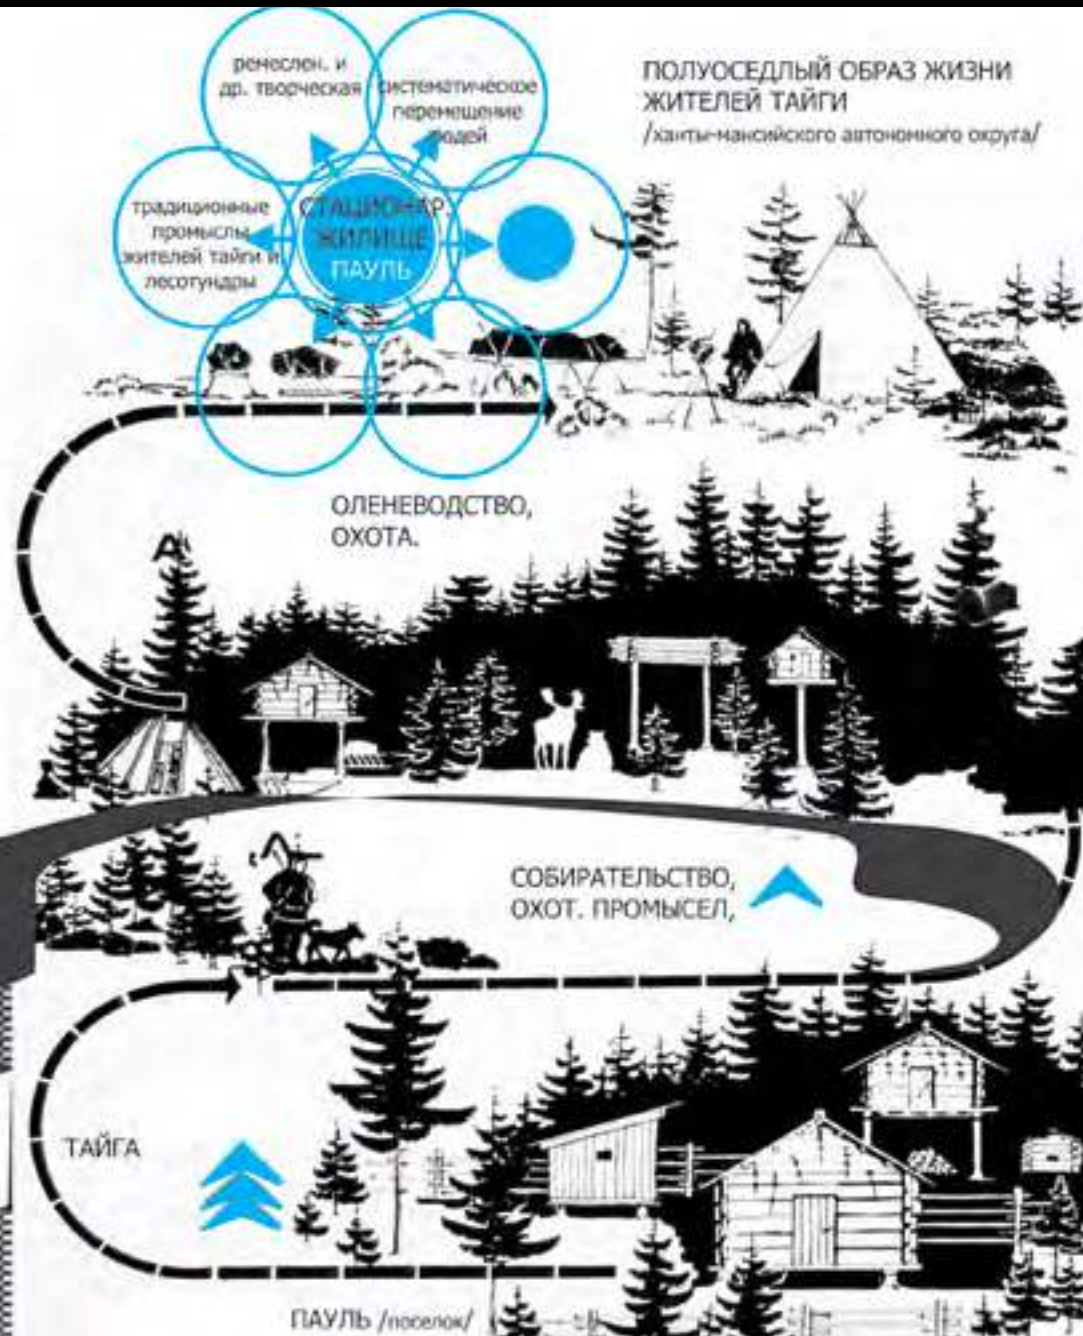 ремеслен. и
др. творческая
систематическое
перемещение
людей
ПОЛУОСЕДЛЫЙ ОБРАЗ ЖИЗНИ
ЖИТЕЛЕЙ ТАЙГИ
/ханты-мансийского автономного округа/
традиционные
промыслы
жителей тайги и
лесотундры
СТАЦИОНАР.
ЖИЛИЩЕ
ПАУЛЬ
ОЛЕНЕВОДСТВО,
ОХОТА.
СОБИРАТЕЛЬСТВО,
ОХОТ. ПРОМЫСЕЛ,
ТАЙГА
ПАУЛЬ /поселок/